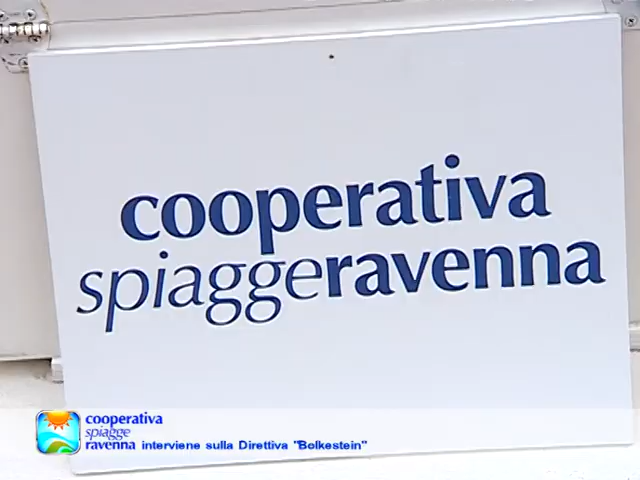 cooperativa
spiaggeravenna
cooperativa
spiagge
ravenna interviene sulla Direttiva "Bolkestein"